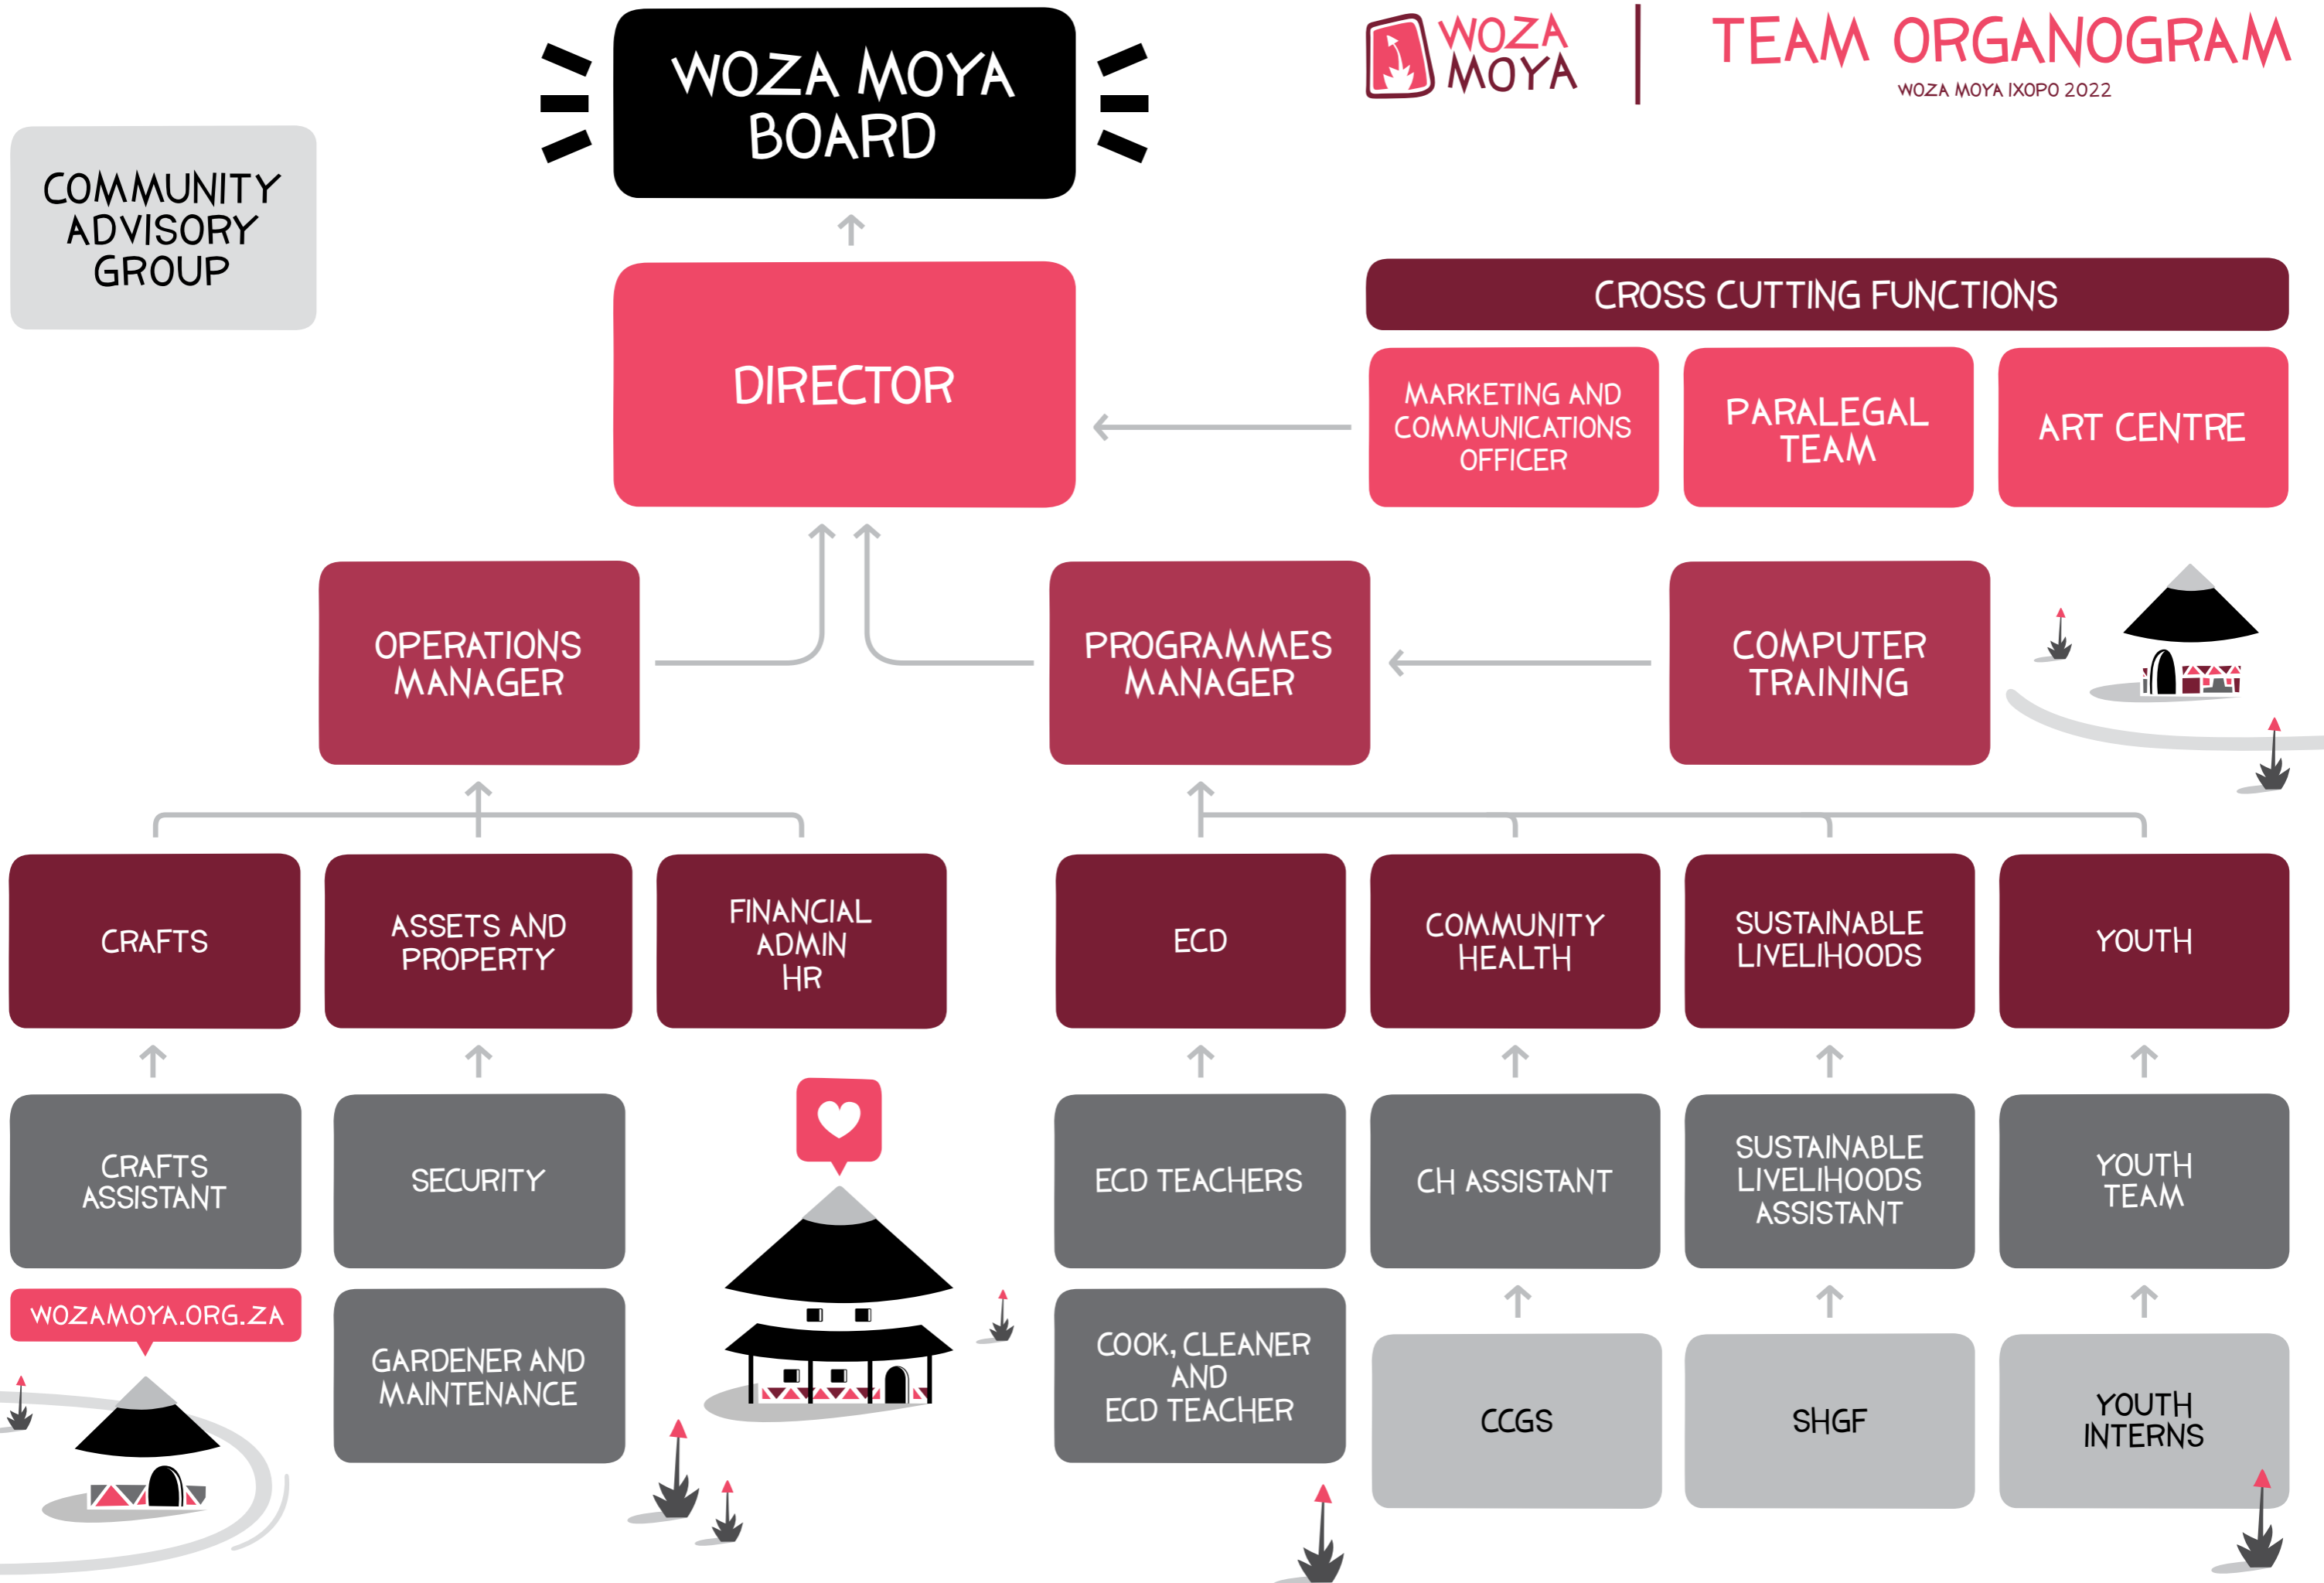 WOZA MOYA
BOARD
WOZA
MOYA
TEAM ORGANOGRAM
WOZA MOYA IXOPO 2022
COMMUNITY
ADVISORY
GROUP
DIRECTOR
CROSS CUTTING FUNCTIONS
MARKETING AND
COMMUNICATIONS
OFFICER
PARALEGAL
TEAM
ART CENTRE
OPERATIONS
MANAGER
PROGRAMMES
MANAGER
COMPUTER
TRAINING
CRAFTS
ASSETS AND
PROPERTY
FINANCIAL
ADMIN
HR
ECD
COMMUNITY
HEALTH
SUSTAINABLE
LIVELIHOODS
YOUTH
CRAFTS
ASSISTANT
SECURITY
ECD TEACHERS
CH ASSISTANT
SUSTAINABLE
LIVELIHOODS
ASSISTANT
YOUTH
TEAM
WOZAMOYA.ORG.ZA
GARDENER AND
MAINTENANCE
COOK, CLEANER
AND
ECD TEACHER
CCGS
SHGF
YOUTH
INTERNS